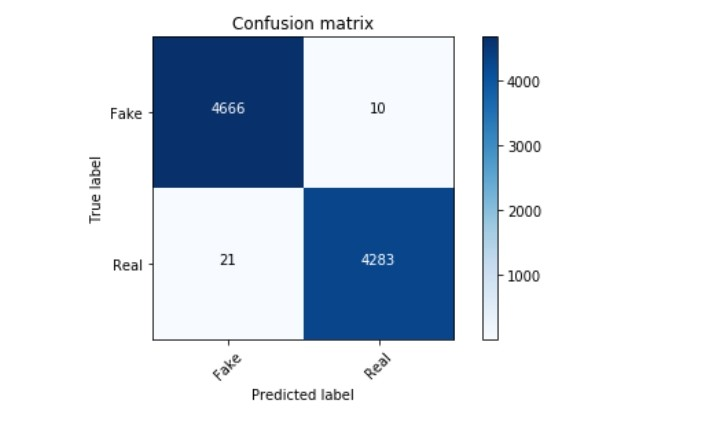 Confusion matrix
4000
Fake
4666
10
3000
True label
2000
Real
21
4283
1000
Fake
Real
Predicted label